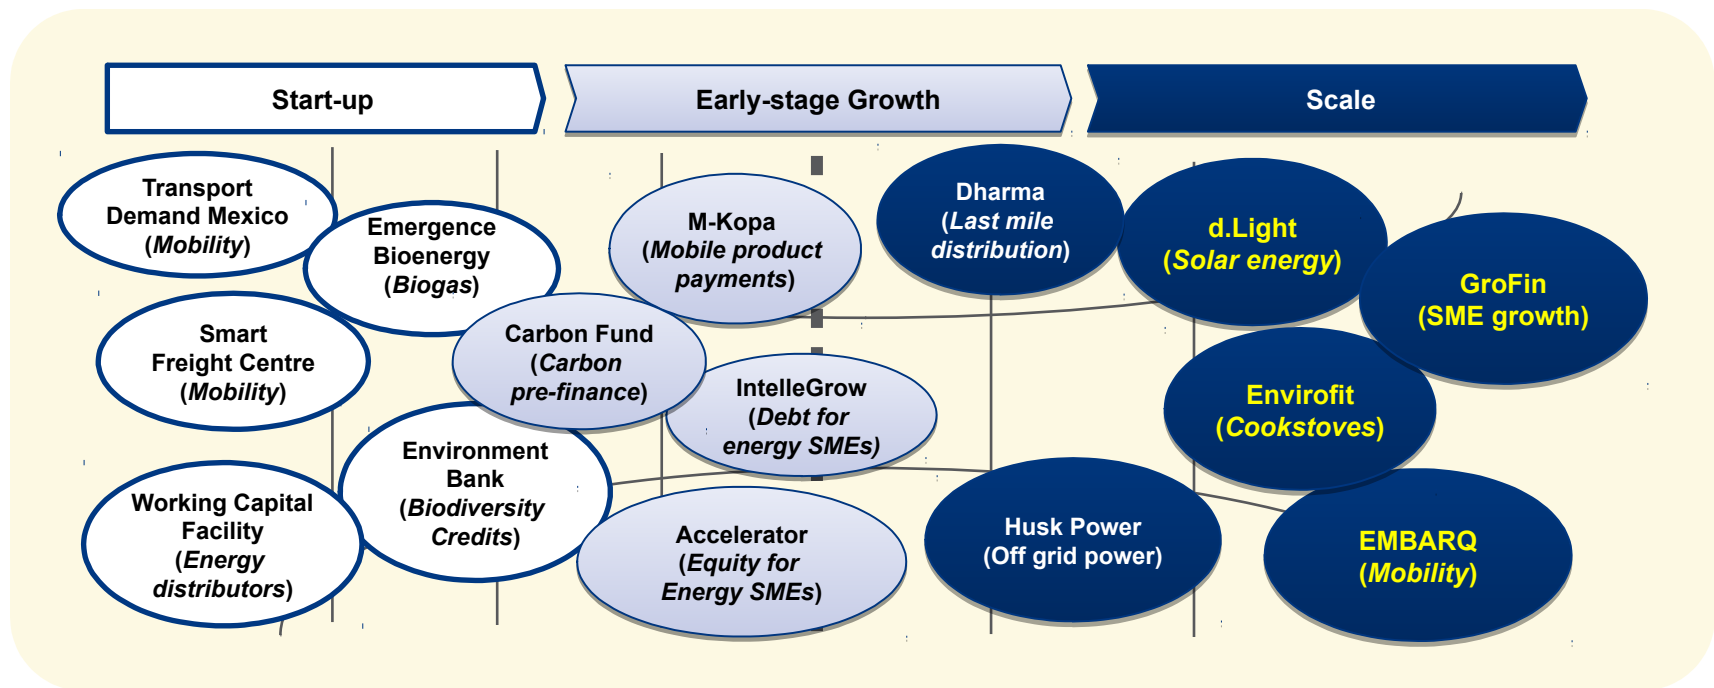 Start-up
Early-stage Growth
Scale
Transport
Demand Mexico
(Mobility)
Emergence
Bioenergy
(Biogas)
Smart
Freight Centre
(Mobility)
Environment
Bank
(Biodiversity
Credits)
Working Capital
Facility
(Energy
distributors)
Carbon Fund
(Carbon
pre-finance)
M-Kopa
(Mobile product
payments)
IntelleGrow
(Debt for
energy SMEs)
Accelerator
(Equity for
Energy SMEs)
Dharma
(Last mile
distribution)
Husk Power
(Off grid power)
d.Light
(Solar energy)
GroFin
(SME growth)
Envirofit
(Cookstoves)
EMBARQ
(Mobility)